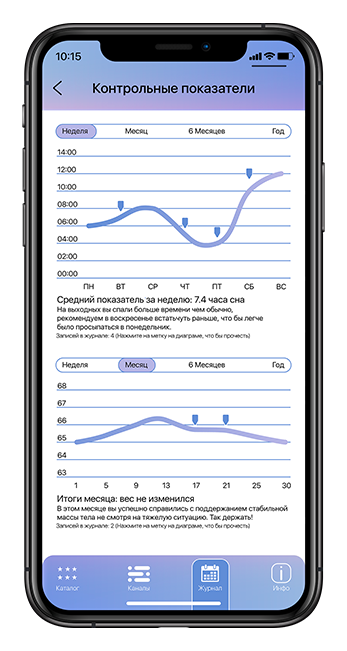 10:15
Контрольные показатели
Неделя Месяц 6 Месяцев Год
14:00
12:00
10:00
08:00
06:00
04:00
02:00
00:00
ПН ВТ СР ЧТ ПТ СБ ВС
Средний показатель за неделю: 7.4 часа сна
На выходных вы спали больше времени чем обычно,
рекомендуем в воскресенье встатьчуть раньше, что бы легче
было просыпаться в понедельник.
Записей в журнале: 4 (Нажмите на метку на диаграме, что бы прочесть)
Неделя Месяц 6 Месяцев Год
68
67
66
65
64
63
1 5 9 13 17 21 25 30
Итоги месяца: вес не изменился
В этом месяце вы успешно справились с поддержанием стабильной
массы тела не смотря на тяжелую ситуацию. Так держать!
Записей в журнале: 2 (Нажмите на метку на диаграме, что бы прочесть)
Каталог Каналы Журнал Инфо